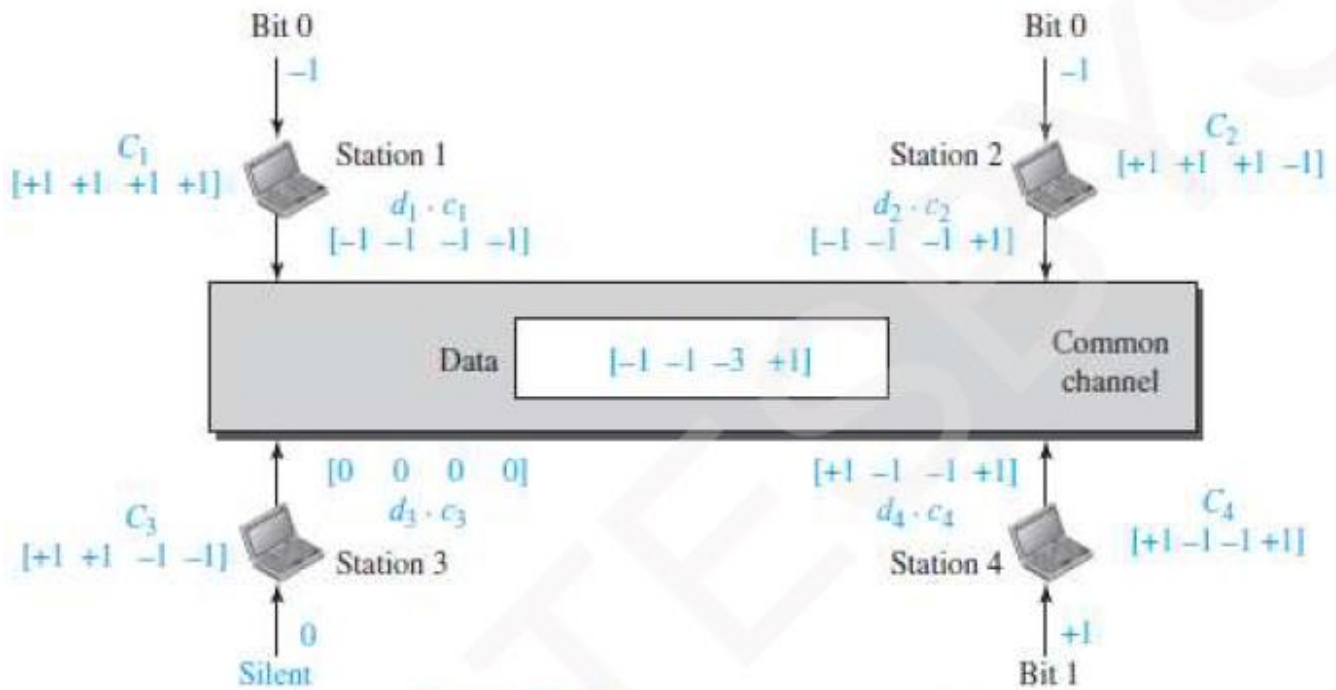 Bit 0
Bit 0
–1
–1
C1
[+1 +1 +1 +1]
Station 1
Station 2
C2
[+1 +1 +1 –1]
d1 · c1
[–1 –1 –1 –1]
d2 · c2
[–1 –1 –1 +1]
Data
[–1 –1 –3 +1]
Common
channel
[0 0 0 0]
d3 · c3
[+1 –1 –1 +1]
d4 · c4
C3
[+1 +1 –1 –1]
Station 3
Station 4
C4
[+1 –1 –1 +1]
0
Silent
+1
Bit 1